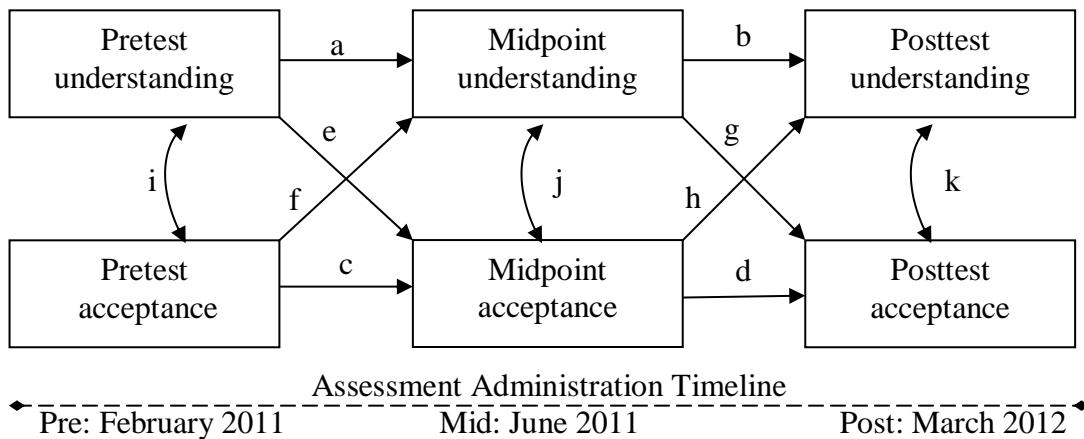 Pretest
understanding
a
Midpoint
understanding
b
Posttest
understanding
e
g
i
f
j
h
k
Pretest
acceptance
c
Midpoint
acceptance
d
Posttest
acceptance
Assessment Administration Timeline
Pre: February 2011
Mid: June 2011
Post: March 2012